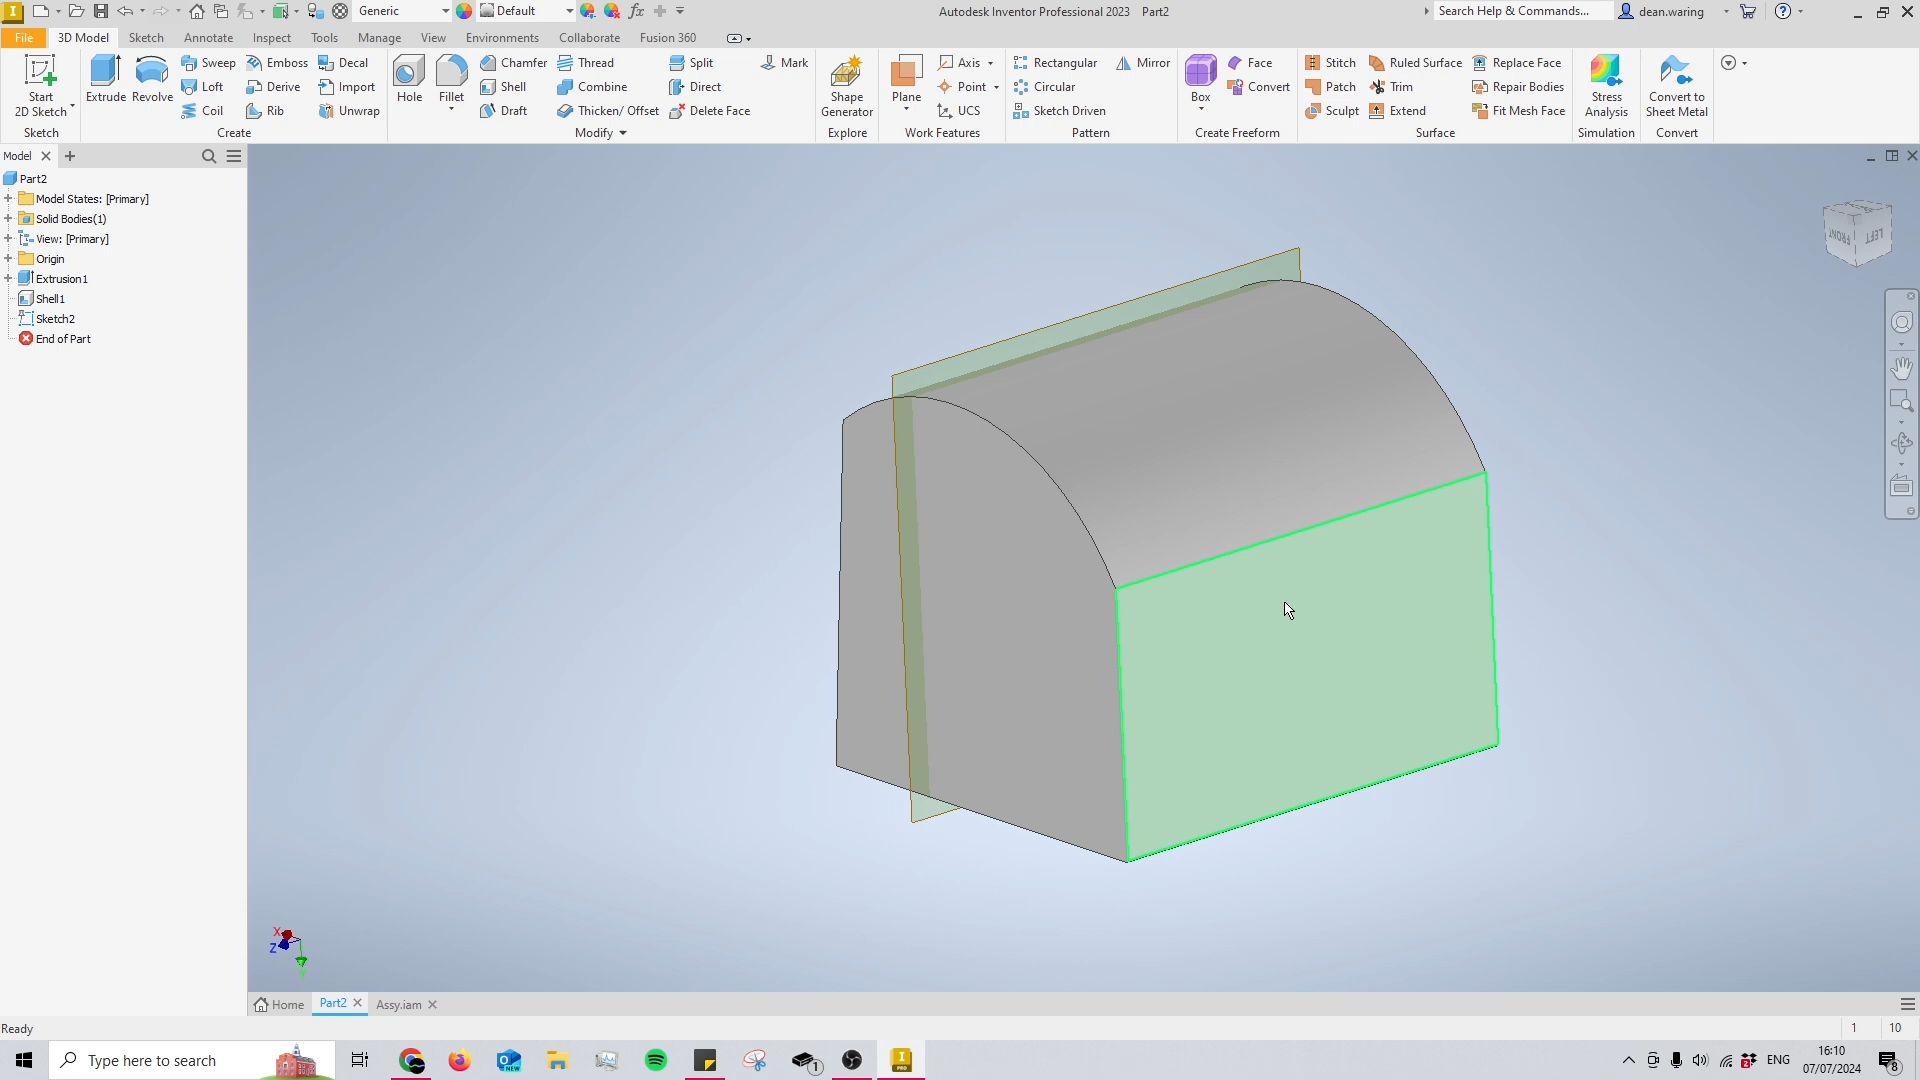 Generic
Default
Autodesk Inventor Professional 2023 Part2
Search Help & Commands...
dean.waring
File
3D Model
Sketch
Annotate
Inspect
Tools
Manage
View
Environments
Collaborate
Fusion 360
Start
2D Sketch
Extrude
Revolve
Sweep
Loft
Coil
Emboss
Derive
Rib
Decal
Import
Unwrap
Hole
Fillet
Chamfer
Shell
Draft
Thread
Combine
Thicken/ Offset
Split
Direct
Delete Face
Mark
Shape
Generator
Plane
Axis
Point
UCS
Rectangular
Circular
Sketch Driven
Mirror
Box
Face
Convert
Stitch
Patch
Sculpt
Ruled Surface
Trim
Extend
Replace Face
Repair Bodies
Fit Mesh Face
Stress
Analysis
Convert to
Sheet Metal
Sketch
Create
Modify
Explore
Work Features
Pattern
Create Freeform
Surface
Simulation
Convert
Model
Part2
Model States: [Primary]
Solid Bodies(1)
View: [Primary]
Origin
Extrusion1
Shell1
Sketch2
End of Part
FRONT
LEFT
X
Z
Home
Part2
Assy.iam
Ready
1
10
Type here to search
NEW
1
I
PRO
2
ENG
16:10
07/07/2024
8